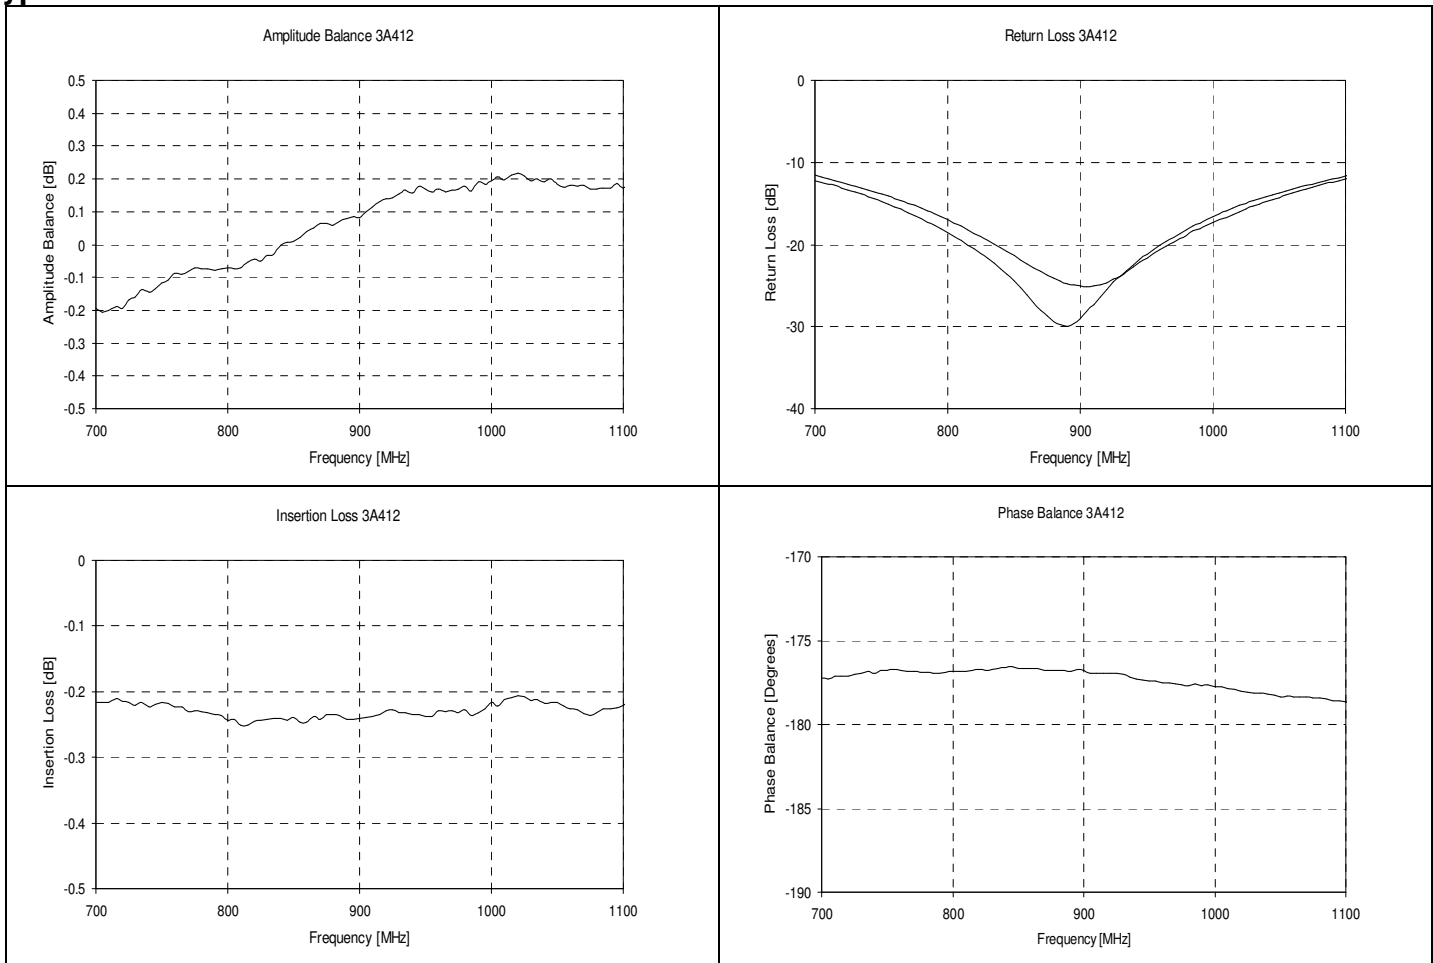 Amplitude Balance 3A412
0.5
0.4
0.3
0.2
0.1
0
-0.1
-0.2
-0.3
-0.4
-0.5
Amplitude Balance [dB]
700 800 900 1000 1100
Frequency [MHz]
Return Loss 3A412
0
-10
-20
-30
-40
Return Loss [dB]
700 800 900 1000 1100
Frequency [MHz]
Insertion Loss 3A412
0
-0.1
-0.2
-0.3
-0.4
-0.5
Insertion Loss [dB]
700 800 900 1000 1100
Frequency [MHz]
Phase Balance 3A412
-170
-175
-180
-185
-190
Phase Balance [Degrees]
700 800 900 1000 1100
Frequency [MHz]